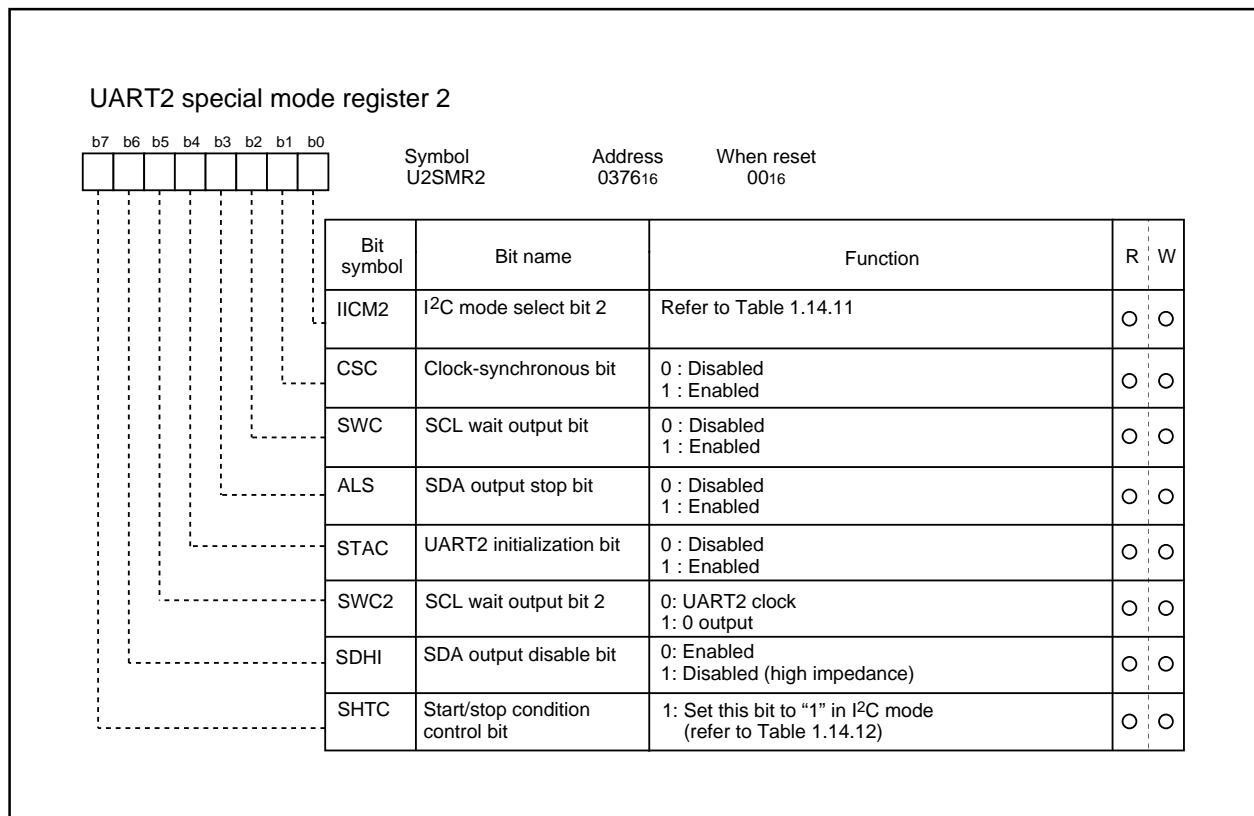 UART2 special mode register 2
b7 b6 b5 b4 b3 b2 b1 b0
Symbol Address When reset
U2SMR2 037616 0016
Bit symbol Bit name Function R W
IICM2 I2C mode select bit 2 Refer to Table 1.14.11
CSC Clock-synchronous bit 0 : Disabled
1 : Enabled
SWC SCL wait output bit 0 : Disabled
1 : Enabled
ALS SDA output stop bit 0 : Disabled
1 : Enabled
STAC UART2 initialization bit 0 : Disabled
1 : Enabled
SWC2 SCL wait output bit 2 0: UART2 clock
1: 0 output
SDHI SDA output disable bit 0: Enabled
1: Disabled (high impedance)
SHTC Start/stop condition control bit 1: Set this bit to “1” in I2C mode
(refer to Table 1.14.12)